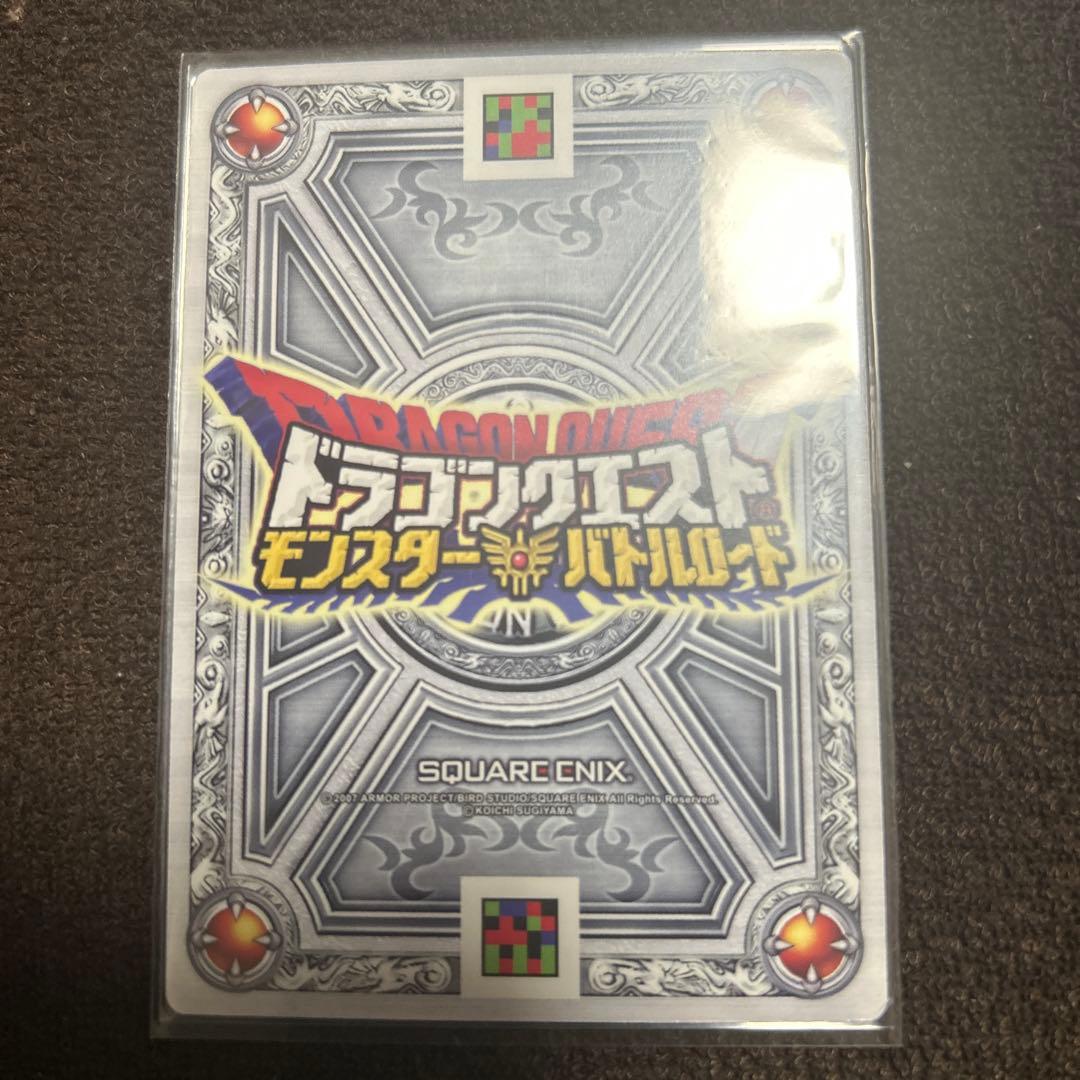 DRAGON QUEST
ドラゴンクエスト
モンスターバトルロード
SQUARE ENIX®
© 2007 ARMOR PROJECT/BIRD STUDIO/SQUARE ENIX All Rights Reserved.
© KOICHI SUGIYAMA